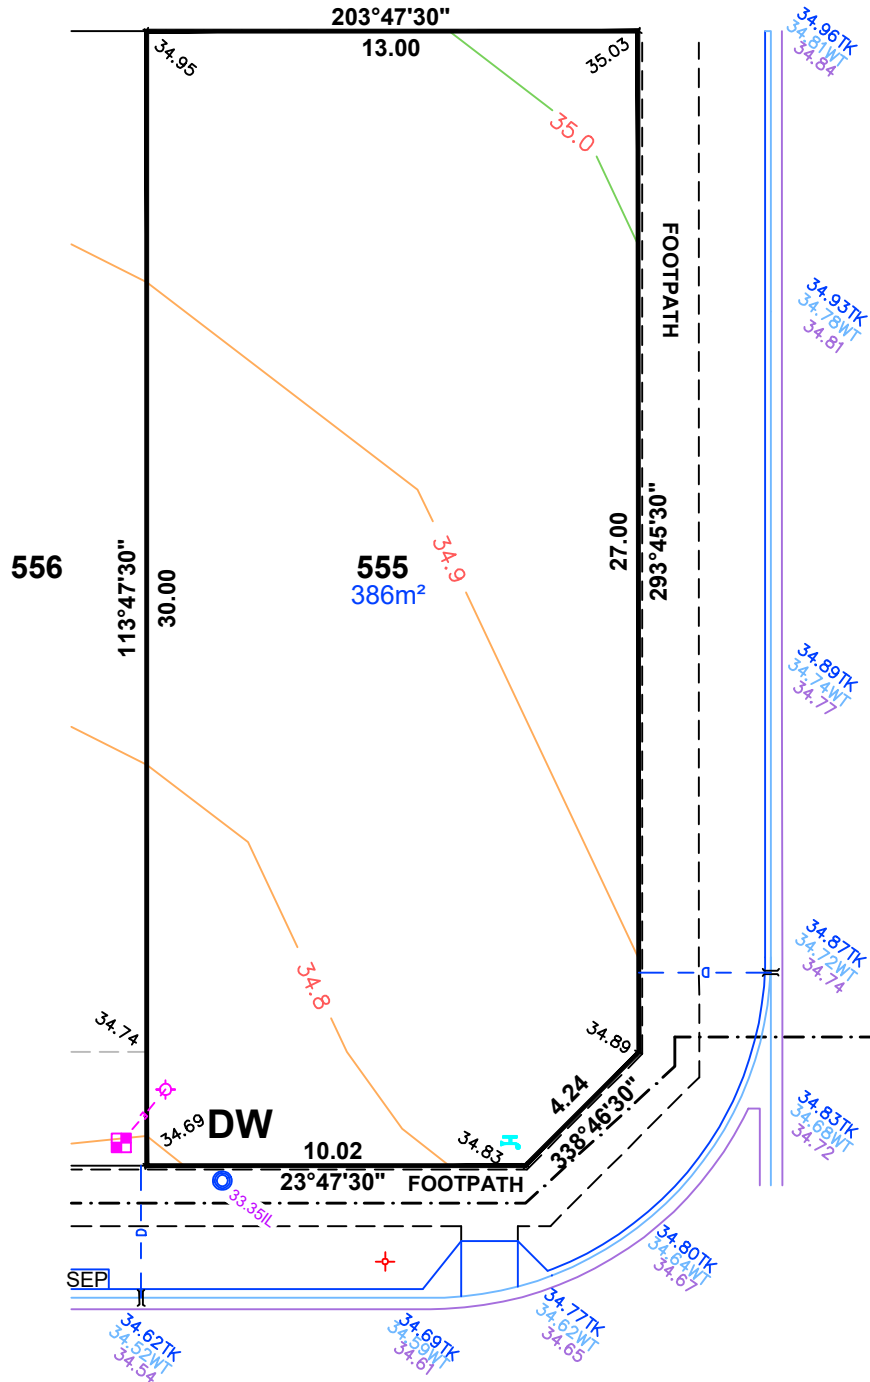 203°47'30"
13.00
34.95
35.03
34.96TK
34.81WT
34.84
35.0
FOOTPATH
34.93TK
34.78WT
34.81
34.9
27.00
293°45'30"
113°47'30"
30.00
556
555
386m²
34.89TK
34.74WT
34.77
34.8
34.87TK
34.72WT
34.74
D
34.74
34.89
4.24
338°46'30"
34.83TK
34.68WT
34.72
34.69
DW
34.83
10.02
23°47'30"
FOOTPATH
33.35IL
D
SEP
34.80TK
34.64WT
34.67
34.77TK
34.62WT
34.65
34.62TK
34.52WT
34.54
34.69TK
34.59WT
34.61